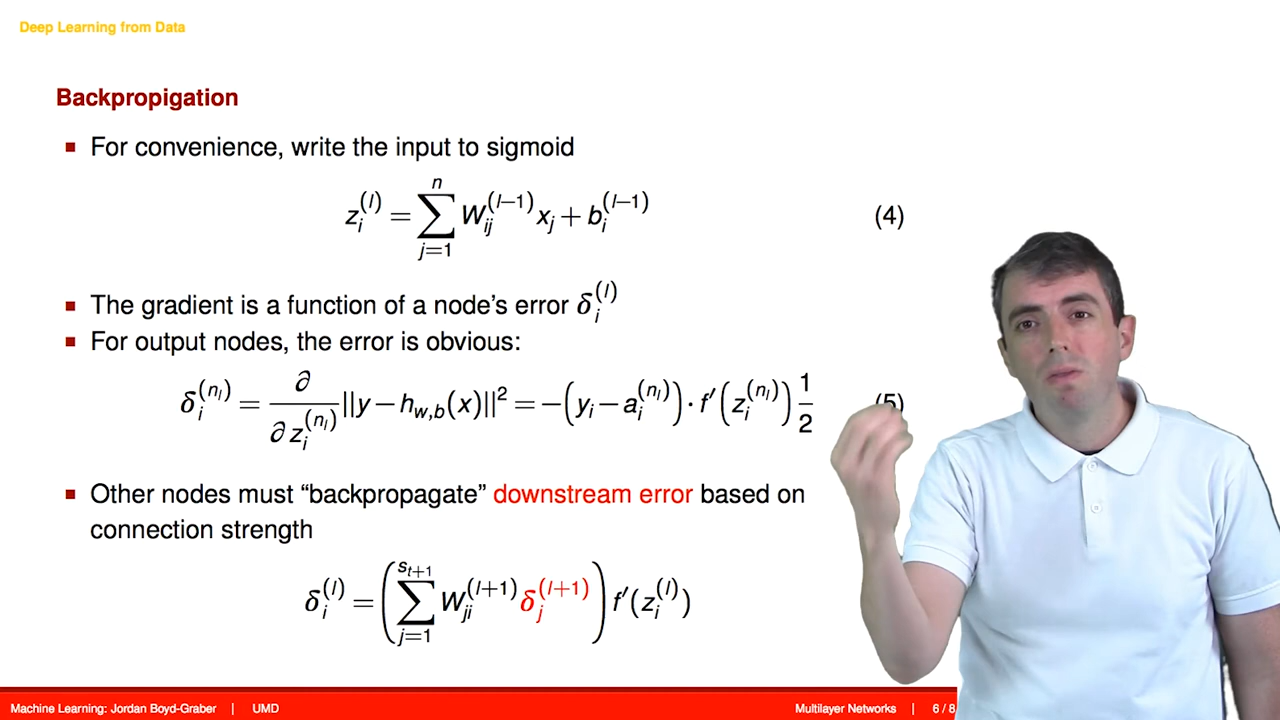 Deep Learning from Data
Backpropigation
For convenience, write the input to sigmoid
z_i^{(l)} = \sum_{j=1}^{n} W_{ij}^{(l-1)} x_j + b_i^{(l-1)} (4)
The gradient is a function of a node's error δ_i^{(l)}
For output nodes, the error is obvious:
δ_i^{(n_l)} = \frac{∂}{∂ z_i^{(n_l)}} ||y − h_{w,b}(x)||^2 = −(y_i − a_i^{(n_l)}) · f′(z_i^{(n_l)}) \frac{1}{2} (5)
Other nodes must “backpropagate” downstream error based on
connection strength
δ_i^{(l)} = (\sum_{j=1}^{s_{t+1}} W_{ji}^{(l+1)} δ_j^{(l+1)}) f′(z_i^{(l)})
Machine Learning: Jordan Boyd-Graber | UMD Multilayer Networks | 6 / 8